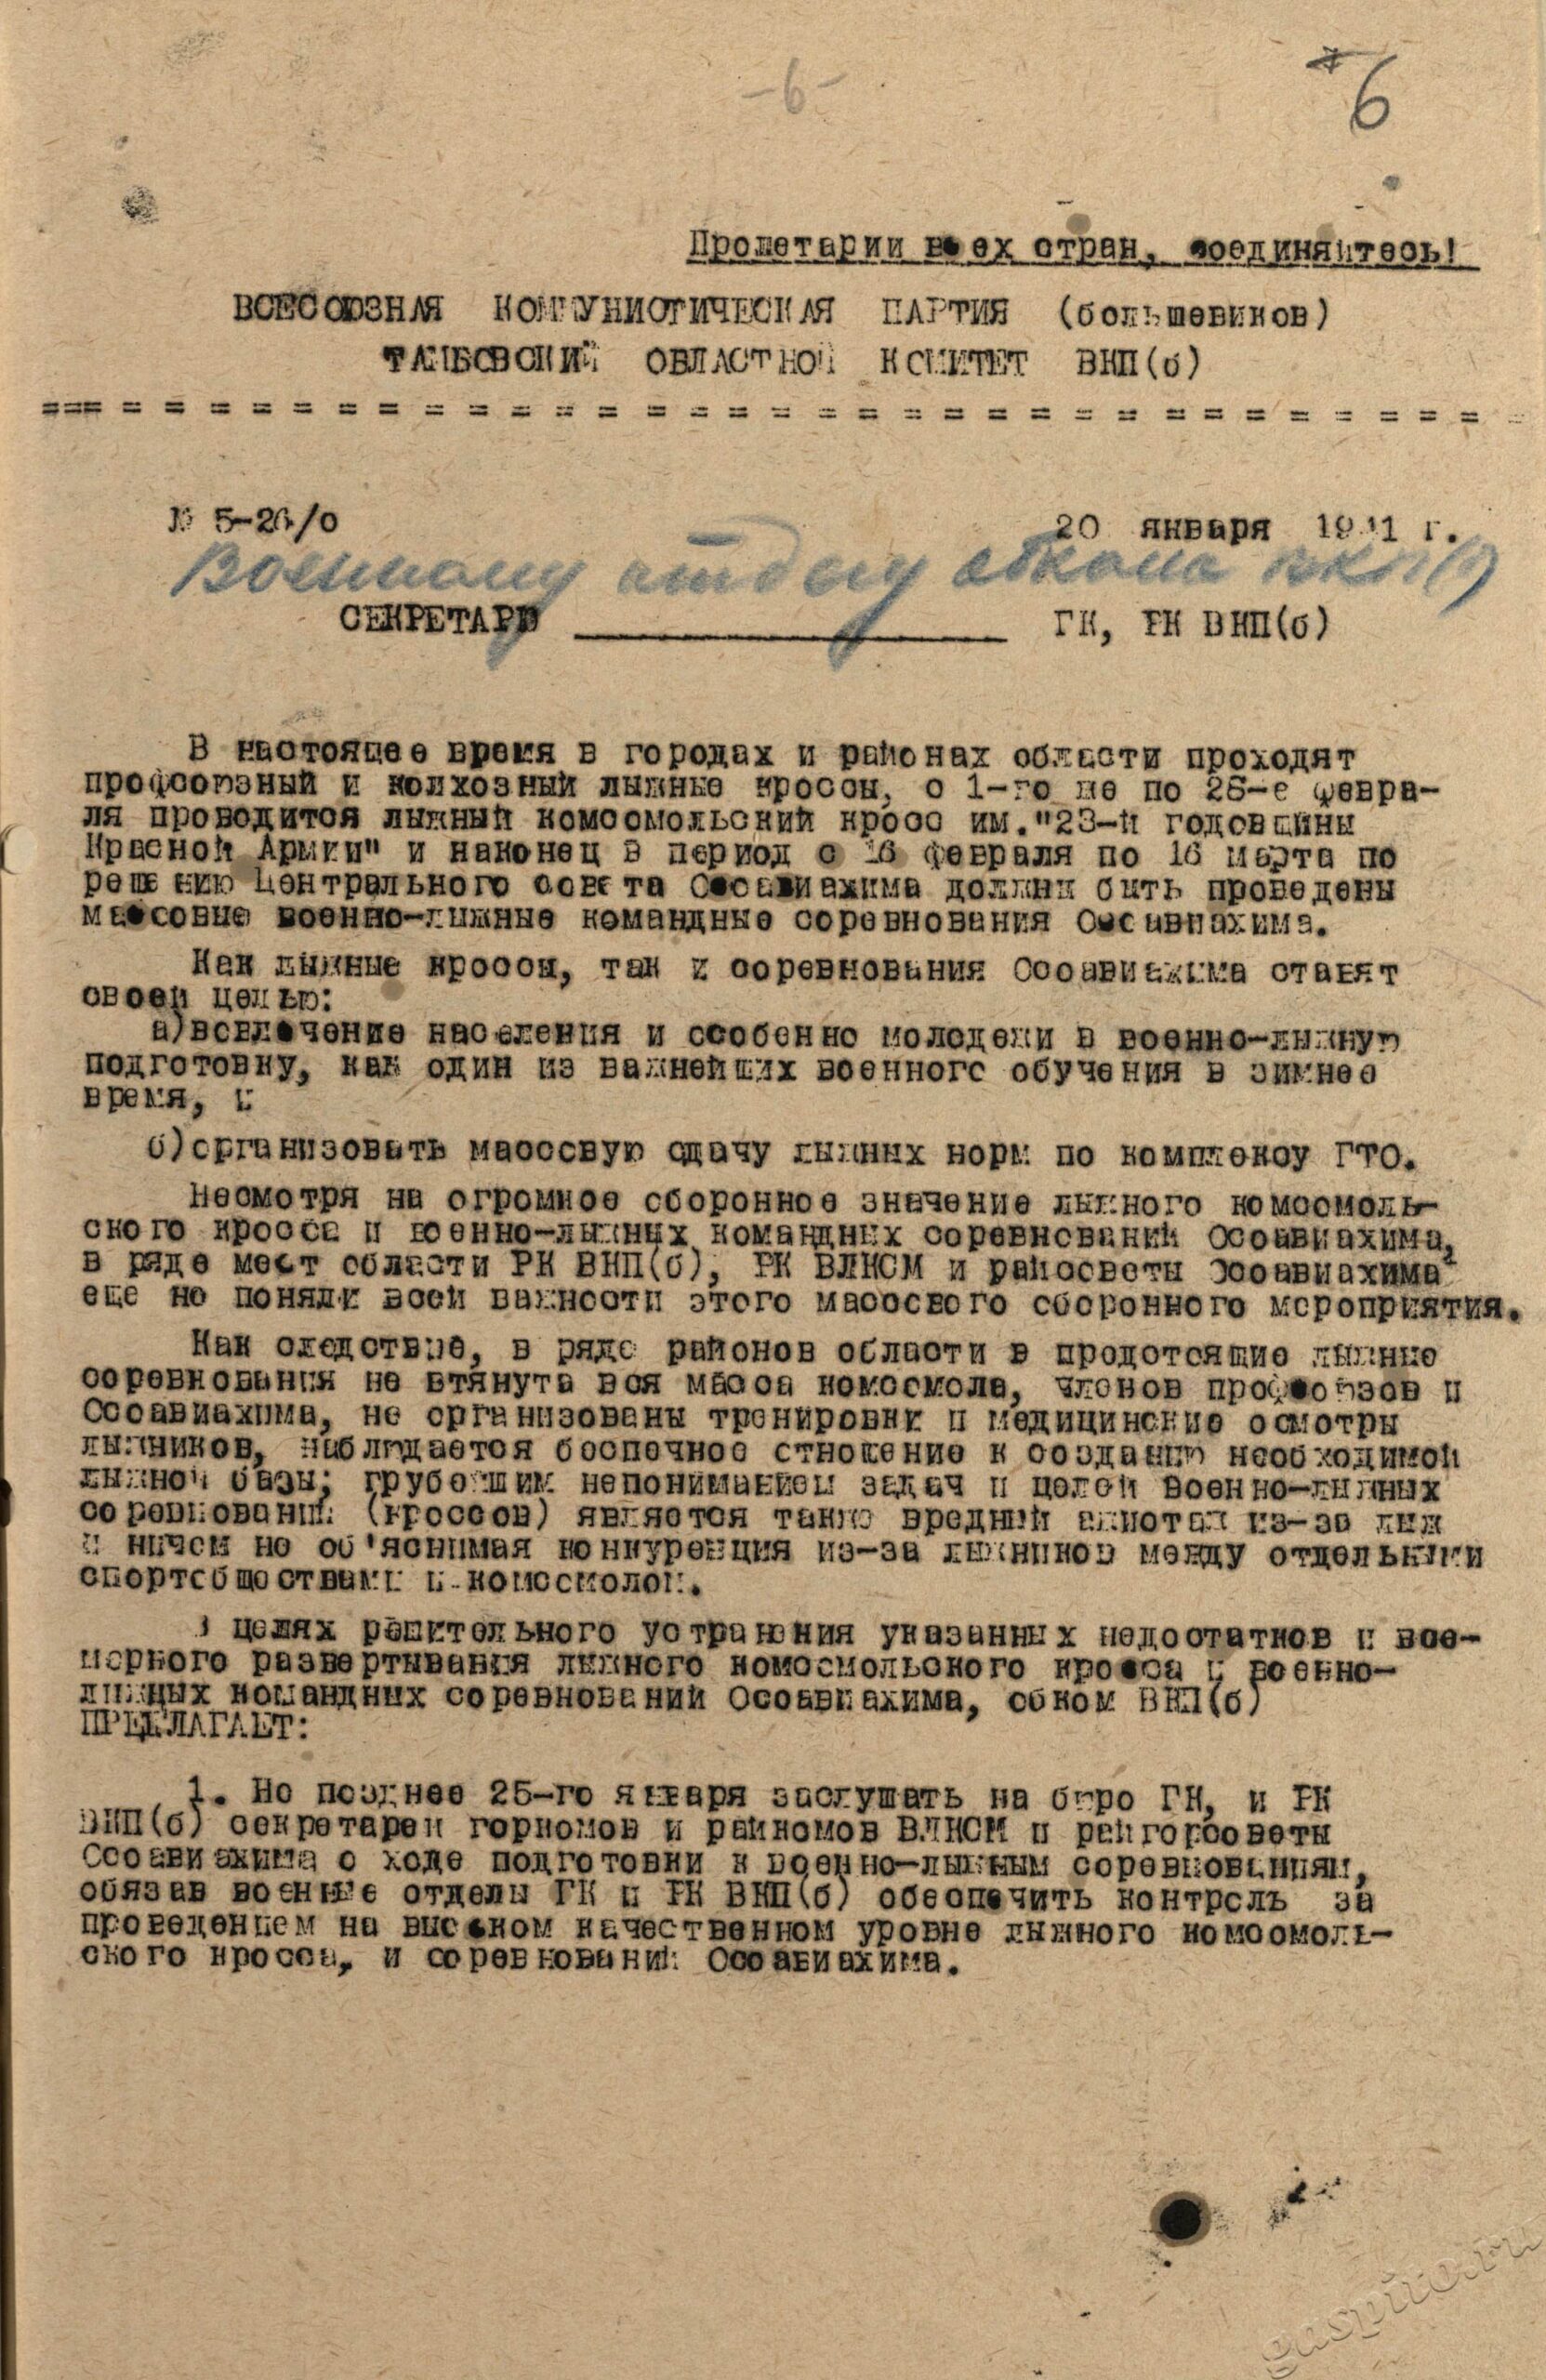 -6-
6
Пролетарии всех стран, соединяйтесь!
ВСЕСОЮЗНАЯ КОММУНИСТИЧЕСКАЯ ПАРТИЯ (большевиков)
ТАМБОВСКИЙ ОБЛАСТНОЙ КОМИТЕТ ВКП(б)
№ 5-26/о
20 января 1941 г.
Военному отделу обкома ВКП(б)
СЕКРЕТАРЮ ГК, РК ВКП(б)
В настоящее время в городах и районах области проходят
профсоюзный и колхозный лыжные кроссы, с 1-го же по 25-е февра-
ля проводится лыжный комсомольский кросс им."23-й годовщины
Красной Армии" и наконец в период с 16 февраля по 16 марта по
решению Центрального совета Осоавиахима должны быть проведены
массовые военно-лыжные командные соревнования Осоавиахима.
Как лыжные кроссы, так и соревнования Осоавиахима ставят
своей целью:
а)вовлечение населения и особенно молодежи в военно-лыжную
подготовку, как один из важнейших военного обучения в зимнее
время, и
б)организовать массовую сдачу лыжных норм по комплексу ГТО.
Несмотря на огромное оборонное значение лыжного комсомоль-
ского кросса и военно-лыжных командных соревнований Осоавиахима,
в ряде мест области РК ВКП(б), РК ВЛКСМ и райосветы Осоавиахима
еще не поняли всей важности этого массового оборонного мероприятия.
Как следствие, в ряде районов области в предстоящие лыжные
соревнования не втянута вся масса комсомола, членов профсоюзов и
Осоавиахима, не организованы тренировки и медицинские осмотры
лыжников, наблюдается беспечное отношение к созданию необходимой
лыжной базы; грубейшим непониманием задач и целей военно-лыжных
соревнований (кроссов) является также вредный ажиотаж из-за лыж
и ничем не об'яснимая конкуренция из-за лыжников между отдельными
спортсобществами и комсомолом.
В целях решительного устранения указанных недостатков и все-
мерного развертывания лыжного комсомольского кросса и военно-
лыжных командных соревнований Осоавиахима, обком ВКП(б)
ПРЕДЛАГАЕТ:
1. Не позднее 25-го января заслушать на бюро ГК, и РК
ВКП(б) секретарей горкомов и райкомов ВЛКСМ и райгорсоветы
Осоавиахима о ходе подготовки к военно-лыжным соревнованиям,
обязав военные отделы ГК и РК ВКП(б) обеспечить контроль за
проведением на высоком качественном уровне лыжного комсомоль-
ского кросса, и соревнований Осоавиахима.
gaspito.ru